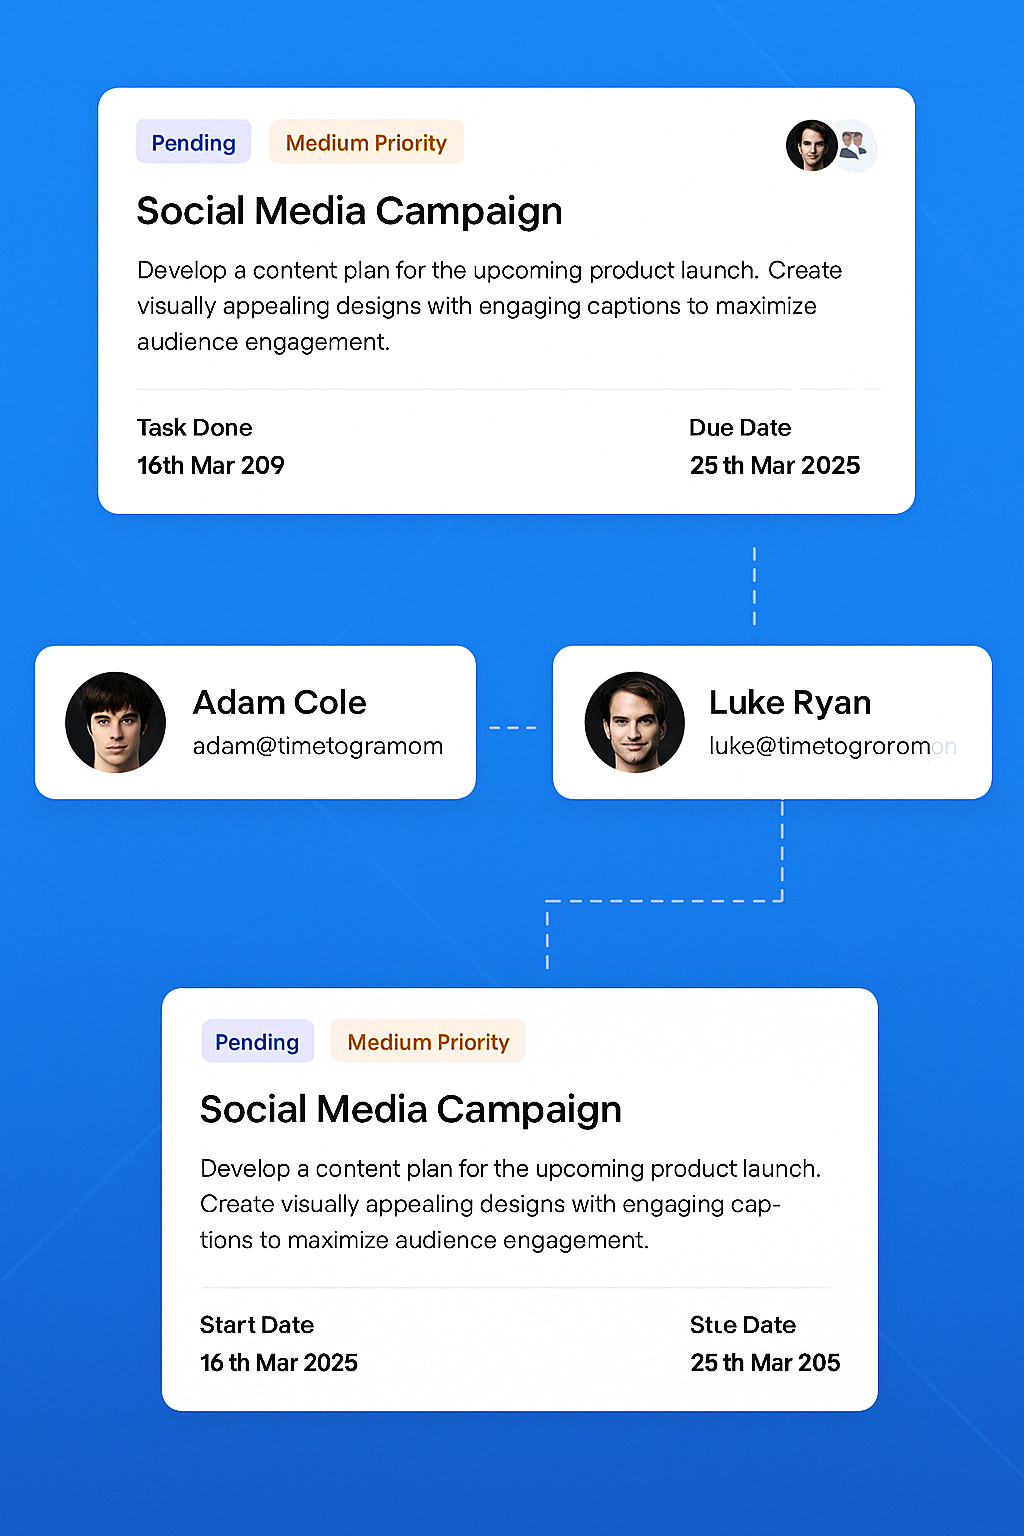 Pending Medium Priority
Social Media Campaign
Develop a content plan for the upcoming product launch. Create
visually appealing designs with engaging captions to maximize
audience engagement.
Task Done Due Date
16th Mar 209 25 th Mar 2025
Adam Cole
adam@timetogramom
Luke Ryan
luke@timetogroromon
Pending Medium Priority
Social Media Campaign
Develop a content plan for the upcoming product launch.
Create visually appealing designs with engaging cap-
tions to maximize audience engagement.
Start Date Stue Date
16 th Mar 2025 25 th Mar 205